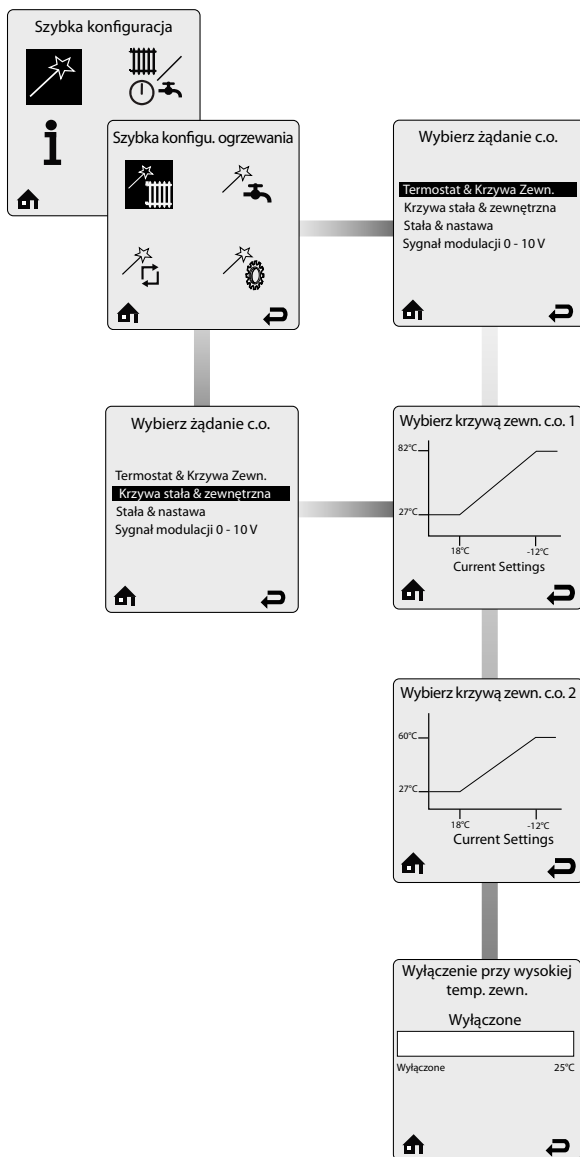 Szybka konfiguracja
Szybka konfigu. ogrzewania
Wybierz żądanie c.o.
Termostat & Krzywa Zewn.
Krzywa stała & zewnętrzna
Stała & nastawa
Sygnał modulacji 0 - 10 V
Wybierz żądanie c.o.
Termostat & Krzywa Zewn.
Krzywa stała & zewnętrzna
Stała & nastawa
Sygnał modulacji 0 - 10 V
Wybierz krzywą zewn. c.o. 1
82°C
27°C
18°C -12°C
Current Settings
Wybierz krzywą zewn. c.o. 2
60°C
27°C
18°C -12°C
Current Settings
Wyłączenie przy wysokiej
temp. zewn.
Wyłączone
Wyłączone 25°C